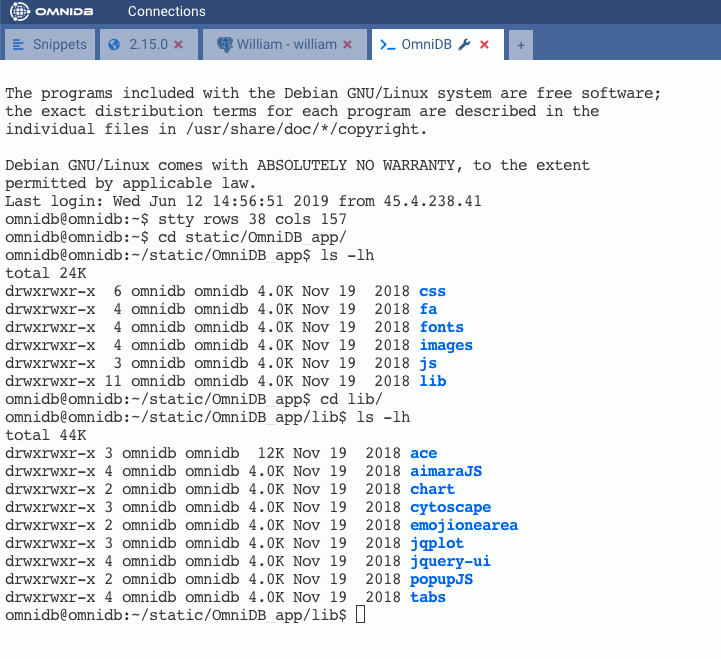 OMNIDB Connections
Snippets 2.15.0 William - william OmniDB +
The programs included with the Debian GNU/Linux system are free software;
the exact distribution terms for each program are described in the
individual files in /usr/share/doc/*/copyright.
Debian GNU/Linux comes with ABSOLUTELY NO WARRANTY, to the extent
permitted by applicable law.
Last login: Wed Jun 12 14:56:51 2019 from 45.4.238.41
omnidb@omnidb:~$ stty rows 38 cols 157
omnidb@omnidb:~$ cd static/OmniDB_app/
omnidb@omnidb:~/static/OmniDB_app$ ls -lh
total 24K
drwxrwxr-x  6 omnidb omnidb 4.0K Nov 19  2018 css
drwxrwxr-x  4 omnidb omnidb 4.0K Nov 19  2018 fa
drwxrwxr-x  4 omnidb omnidb 4.0K Nov 19  2018 fonts
drwxrwxr-x  4 omnidb omnidb 4.0K Nov 19  2018 images
drwxrwxr-x  3 omnidb omnidb 4.0K Nov 19  2018 js
drwxrwxr-x 11 omnidb omnidb 4.0K Nov 19  2018 lib
omnidb@omnidb:~/static/OmniDB_app$ cd lib/
omnidb@omnidb:~/static/OmniDB_app/lib$ ls -lh
total 44K
drwxrwxr-x 3 omnidb omnidb  12K Nov 19  2018 ace
drwxrwxr-x 4 omnidb omnidb 4.0K Nov 19  2018 aimaraJS
drwxrwxr-x 2 omnidb omnidb 4.0K Nov 19  2018 chart
drwxrwxr-x 3 omnidb omnidb 4.0K Nov 19  2018 cytoscape
drwxrwxr-x 2 omnidb omnidb 4.0K Nov 19  2018 emojionearea
drwxrwxr-x 3 omnidb omnidb 4.0K Nov 19  2018 jqplot
drwxrwxr-x 4 omnidb omnidb 4.0K Nov 19  2018 jquery-ui
drwxrwxr-x 2 omnidb omnidb 4.0K Nov 19  2018 popupJS
drwxrwxr-x 4 omnidb omnidb 4.0K Nov 19  2018 tabs
omnidb@omnidb:~/static/OmniDB_app/lib$